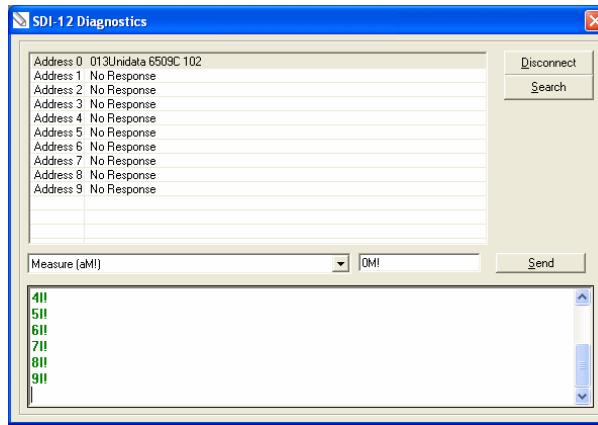 SDI-12 Diagnostics
Address 0 013Unidata 6509C 102
Address 1 No Response
Address 2 No Response
Address 3 No Response
Address 4 No Response
Address 5 No Response
Address 6 No Response
Address 7 No Response
Address 8 No Response
Address 9 No Response
Disconnect
Search
Measure (aM!)
0M!
Send
4I!
5I!
6I!
7I!
8I!
9I!